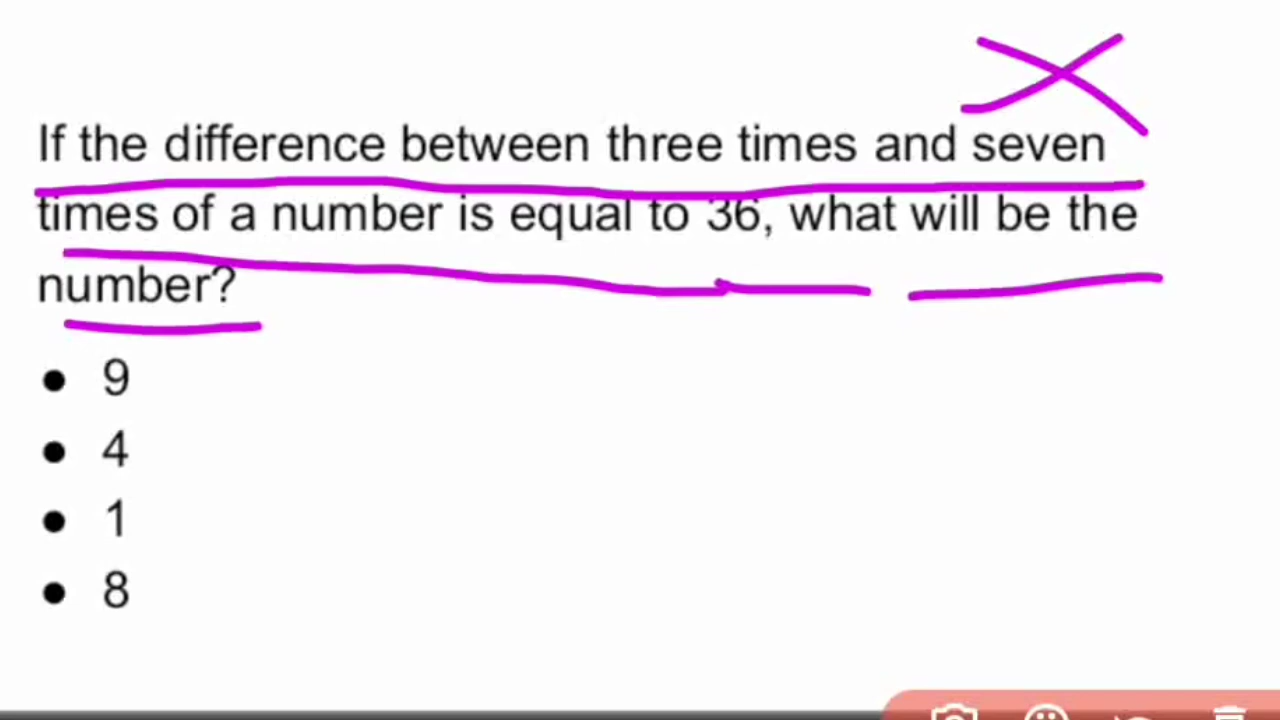 If the difference between three times and seven
times of a number is equal to 36, what will be the
number?
● 9
● 4
● 1
● 8